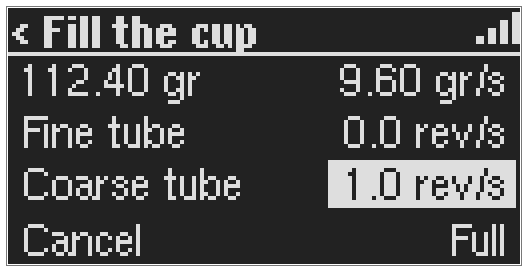 < Fill the cup
112.40 gr 9.60 gr/s
Fine tube 0.0 rev/s
Coarse tube 1.0 rev/s
Cancel Full